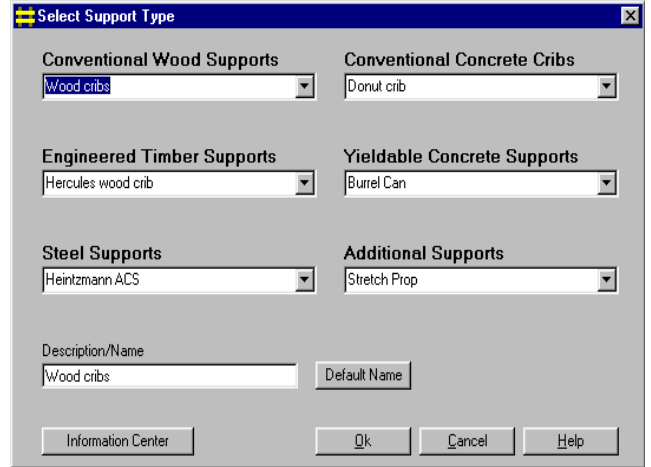 Select Support Type
Conventional Wood Supports
Conventional Concrete Cribs
Wood cribs
Donut crib
Engineered Timber Supports
Yieldable Concrete Supports
Hercules wood crib
Burrel Can
Steel Supports
Additional Supports
Heintzmann ACS
Stretch Prop
Description/Name
Wood cribs
Default Name
Information Center
Ok
Cancel
Help